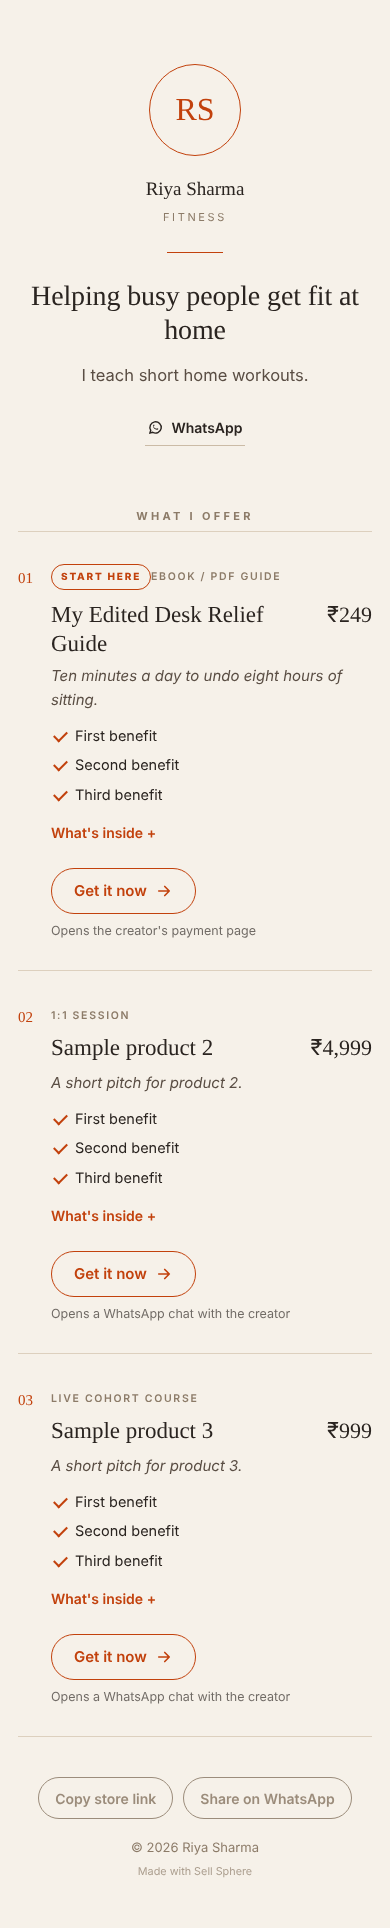 RS
Riya Sharma
FITNESS
Helping busy people get fit at
home
I teach short home workouts.
WhatsApp
WHAT I OFFER
01 START HERE EBOOK / PDF GUIDE
My Edited Desk Relief ₹249
Guide
Ten minutes a day to undo eight hours of
sitting.
First benefit
Second benefit
Third benefit
What's inside +
Get it now →
Opens the creator's payment page
02 1:1 SESSION
Sample product 2 ₹4,999
A short pitch for product 2.
First benefit
Second benefit
Third benefit
What's inside +
Get it now →
Opens a WhatsApp chat with the creator
03 LIVE COHORT COURSE
Sample product 3 ₹999
A short pitch for product 3.
First benefit
Second benefit
Third benefit
What's inside +
Get it now →
Opens a WhatsApp chat with the creator
Copy store link Share on WhatsApp
© 2026 Riya Sharma
Made with Sell Sphere